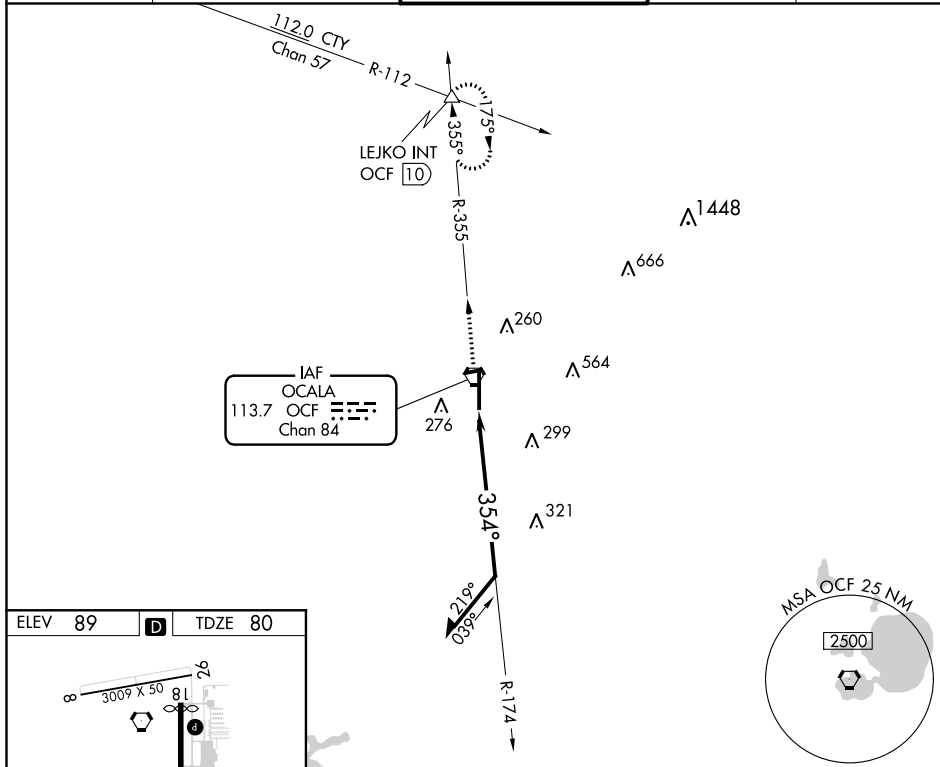 112.0 CTY
Chan 57
R-112
175°
355°
LEJKO INT
OCF 10
R-355
1448
666
260
564
IAF
OCALA
113.7 OCF
Chan 84
276
299
354°
321
219°
039°
R-174
MSA OCF 25 NM
2500
ELEV 89 D TDZE 80
8
3009 X 50
26
18
P